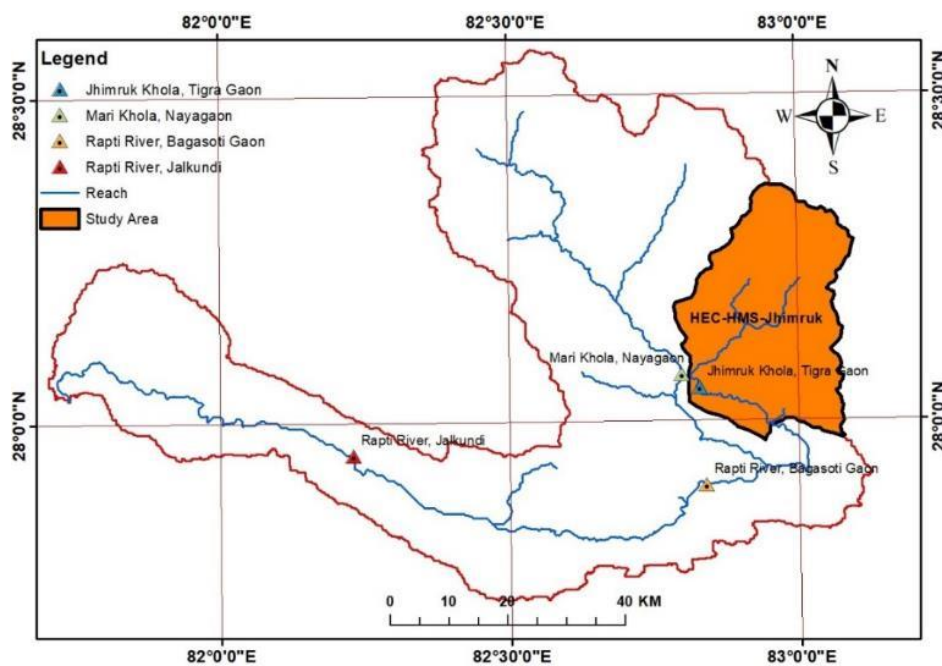 82°0'0"E 82°30'0"E 83°0'0"E
Legend
Jhimruk Khola, Tigra Gaon
Mari Khola, Nayagaon
Rapti River, Bagasoti Gaon
Rapti River, Jalkundi
Reach
Study Area
N
W E
S
28°30'0"N 28°30'0"N
HEC-HMS-Jhimruk
Mari Khola, Nayagaon
Jhimruk Khola, Tigra Gaon
28°0'0"N 28°0'0"N
Rapti River, Jalkundi
Rapti River, Bagasoti Gaon
0 10 20 40 KM
82°0'0"E 82°30'0"E 83°0'0"E